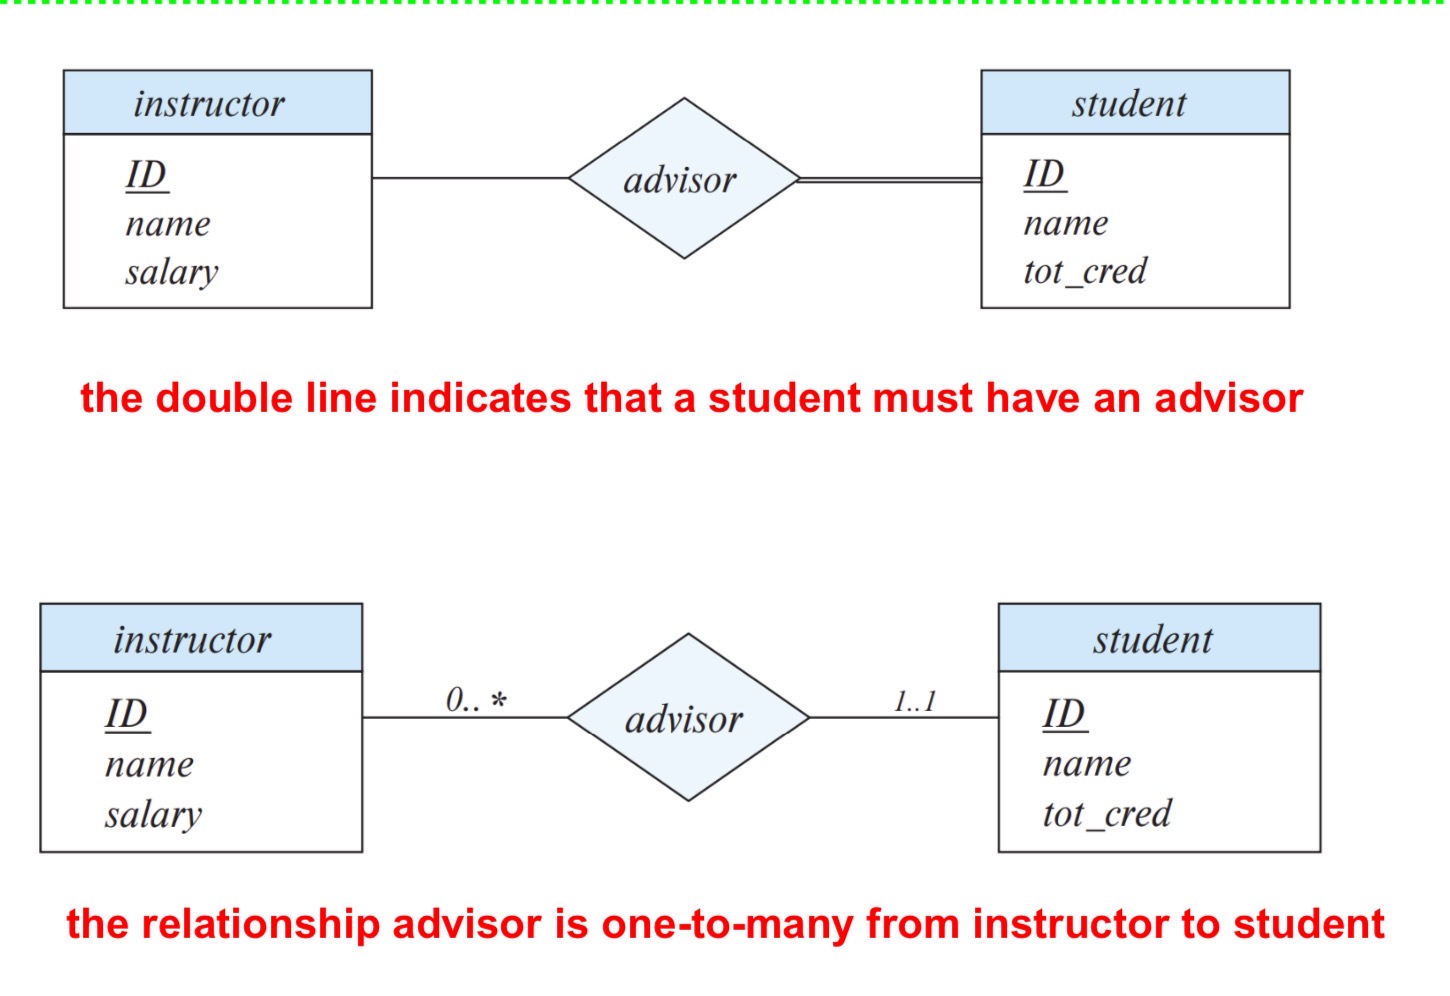 instructor
ID
name
salary
advisor
student
ID
name
tot_cred
the double line indicates that a student must have an advisor
instructor
ID
name
salary
0.. *
advisor
1..1
student
ID
name
tot_cred
the relationship advisor is one-to-many from instructor to student